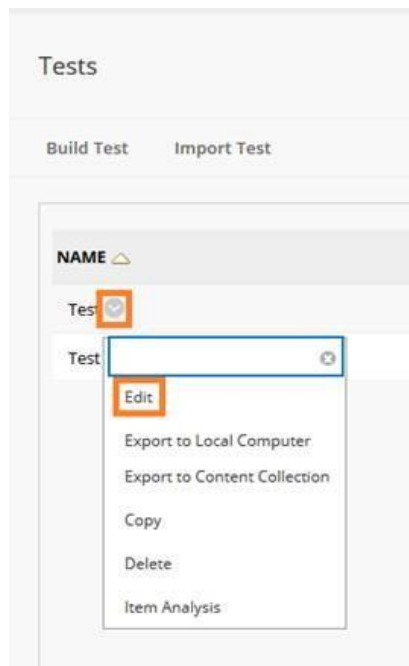 Tests
Build Test Import Test
NAME
Test
Test
Edit
Export to Local Computer
Export to Content Collection
Copy
Delete
Item Analysis